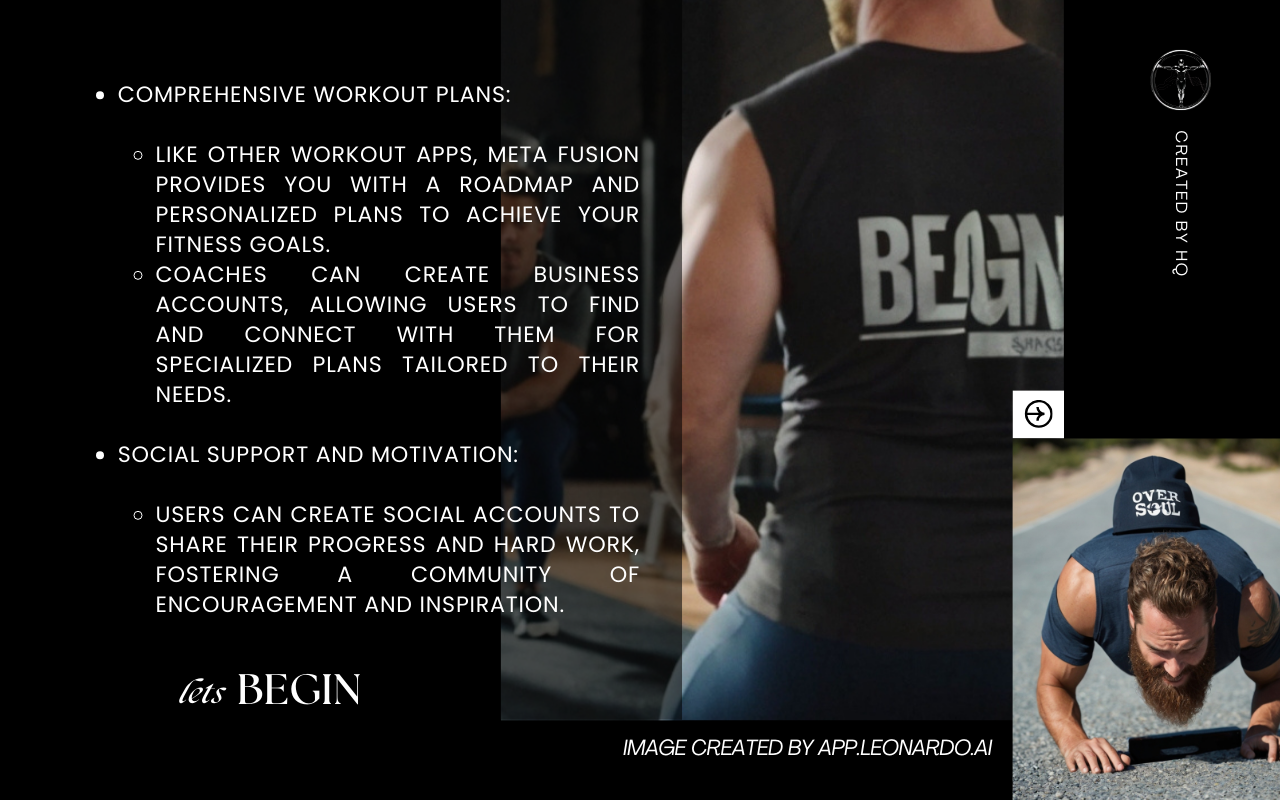 COMPREHENSIVE WORKOUT PLANS:
LIKE OTHER WORKOUT APPS, META FUSION
PROVIDES YOU WITH A ROADMAP AND
PERSONALIZED PLANS TO ACHIEVE YOUR
FITNESS GOALS.
COACHES CAN CREATE BUSINESS
ACCOUNTS, ALLOWING USERS TO FIND
AND CONNECT WITH THEM FOR
SPECIALIZED PLANS TAILORED TO THEIR
NEEDS.
SOCIAL SUPPORT AND MOTIVATION:
USERS CAN CREATE SOCIAL ACCOUNTS TO
SHARE THEIR PROGRESS AND HARD WORK,
FOSTERING A COMMUNITY OF
ENCOURAGEMENT AND INSPIRATION.
lets BEGIN
IMAGE CREATED BY APP.LEONARDO.AI
CREATED BY HQ
OVER
SOUL